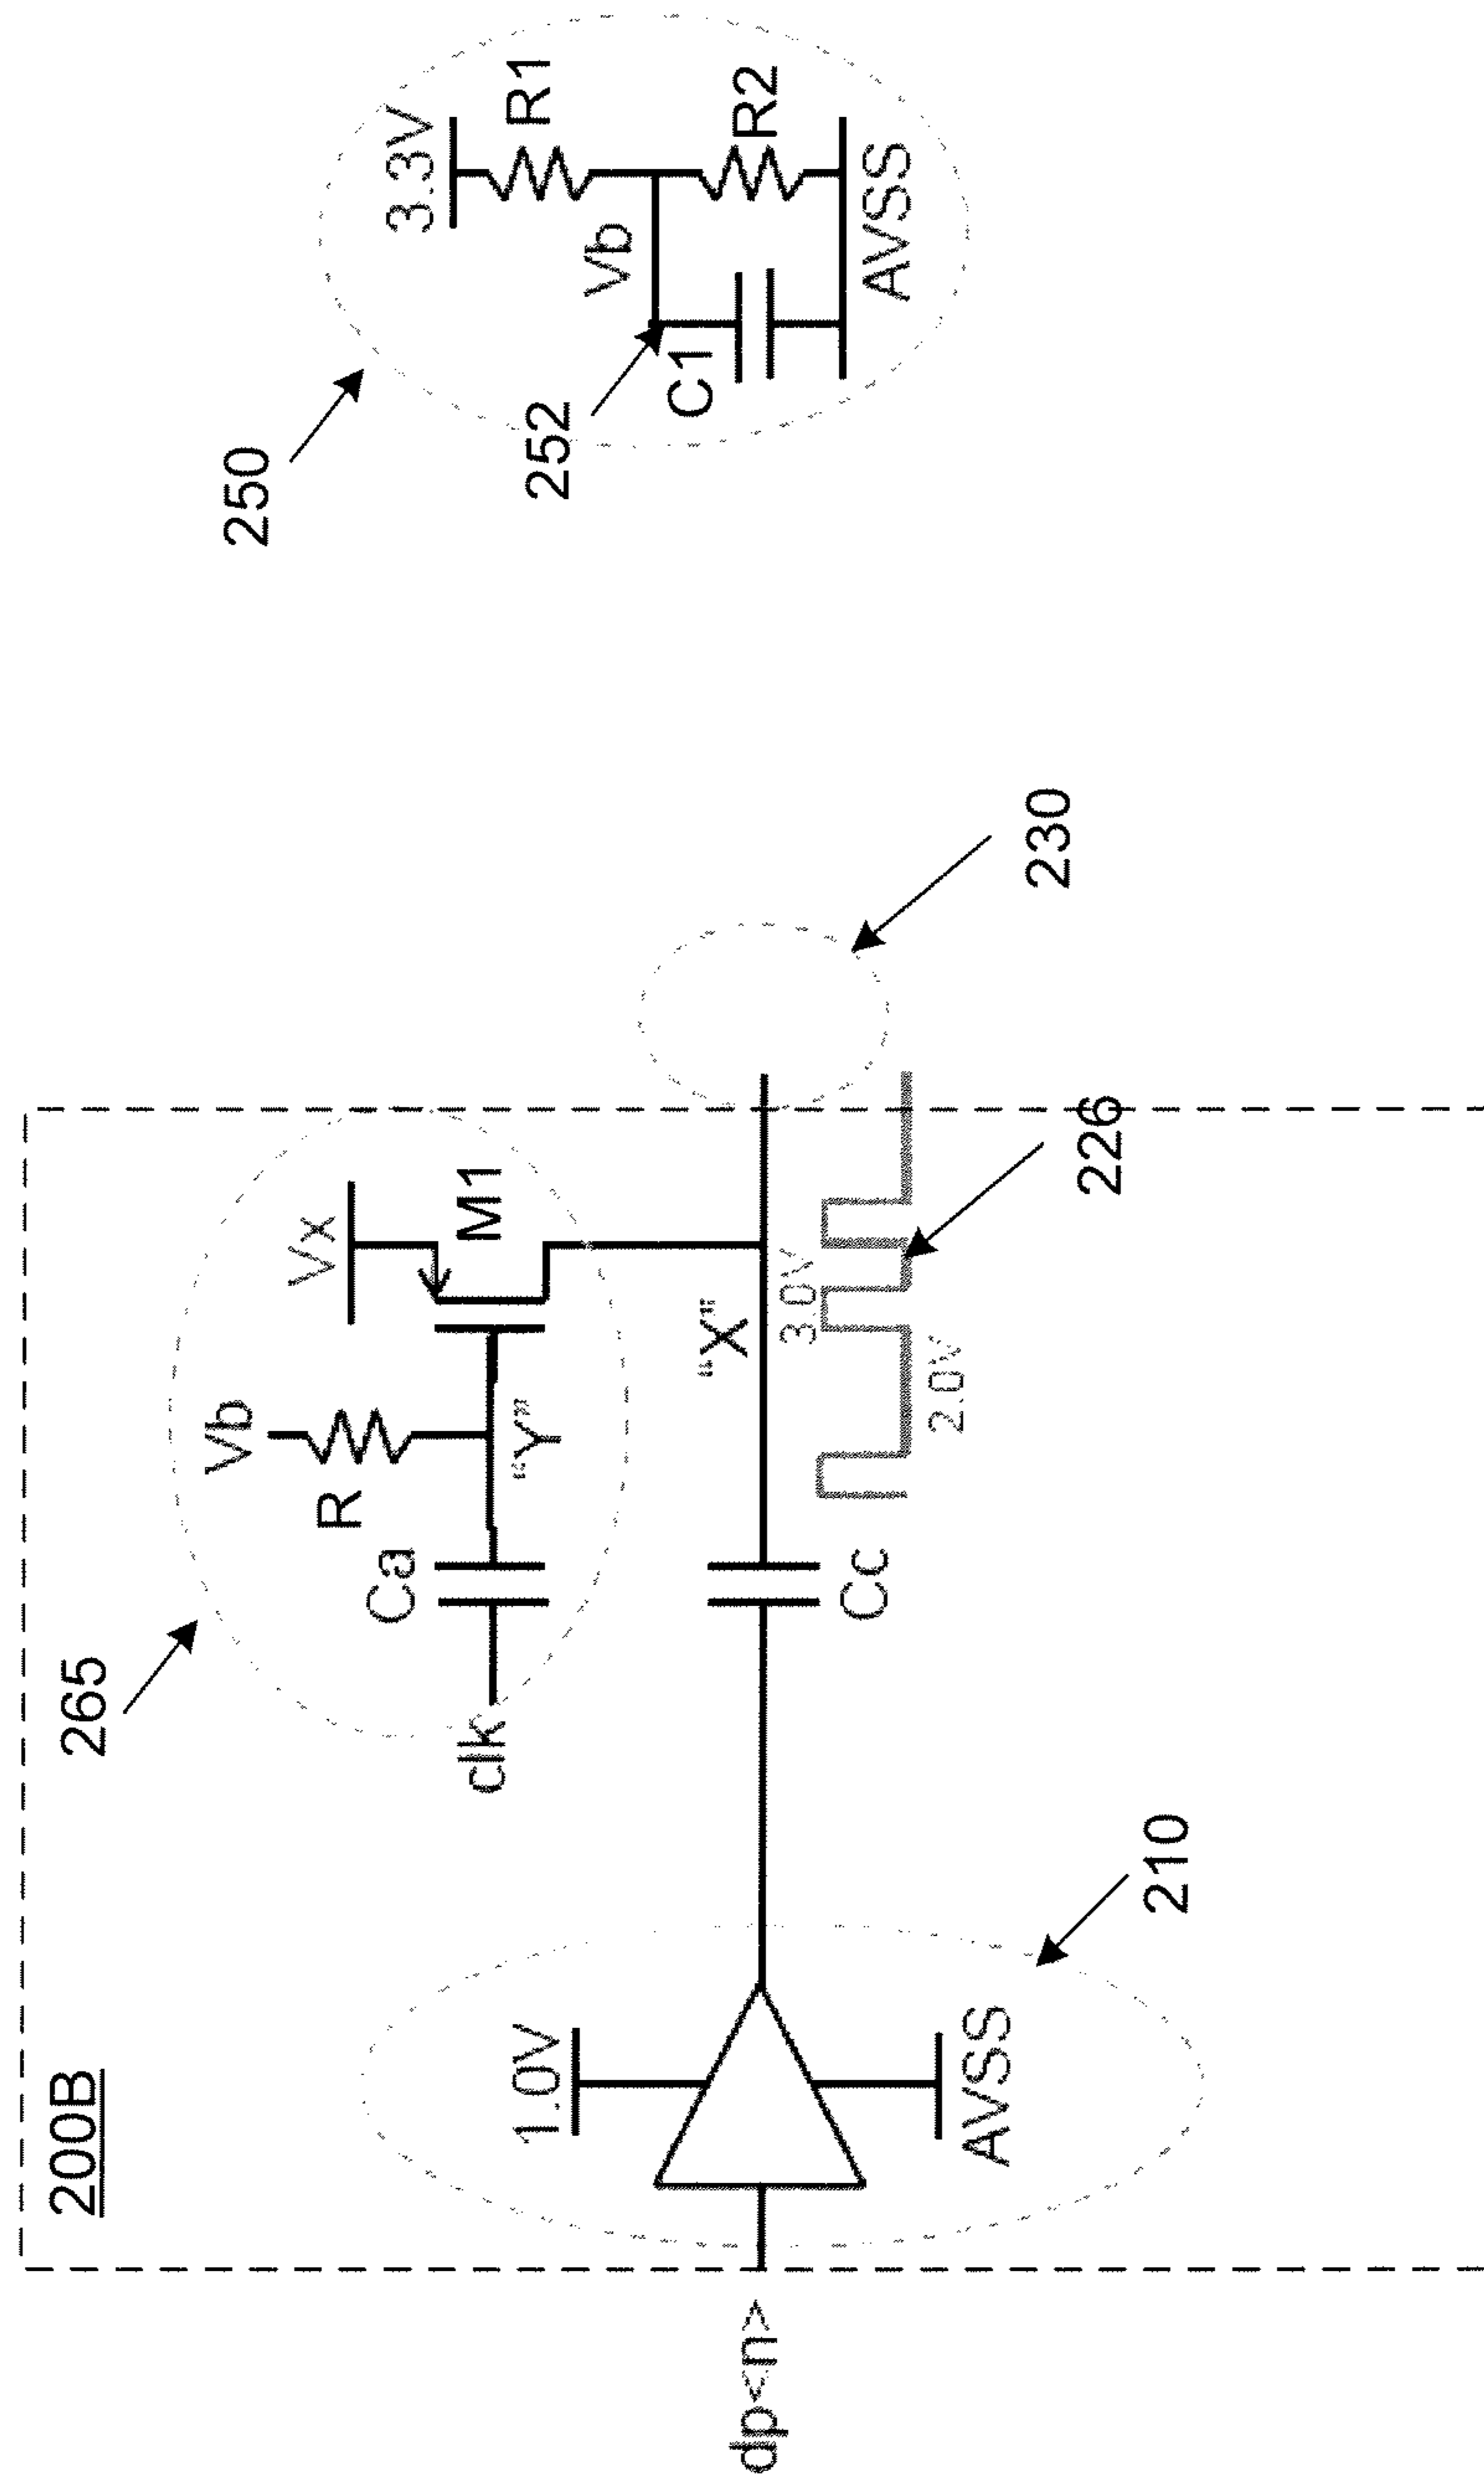 200B
265
Vb
Vx
R
Ca
M1
clk
“Y”
“X”
1.0V
3.0V
Cc
2.0V
dp<n>
AVSS
210
226
230
250
3.3V
R1
252
Vb
C1
R2
AVSS